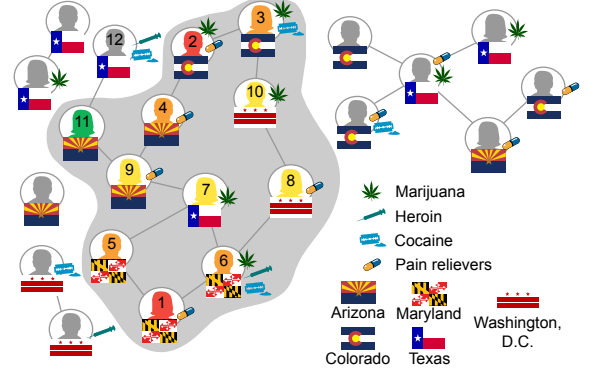 3
12
2
10
4
11
9
7
8
5
6
1
Marijuana
Heroin
Cocaine
Pain relievers
Arizona
Maryland
Washington,
D.C.
Colorado
Texas